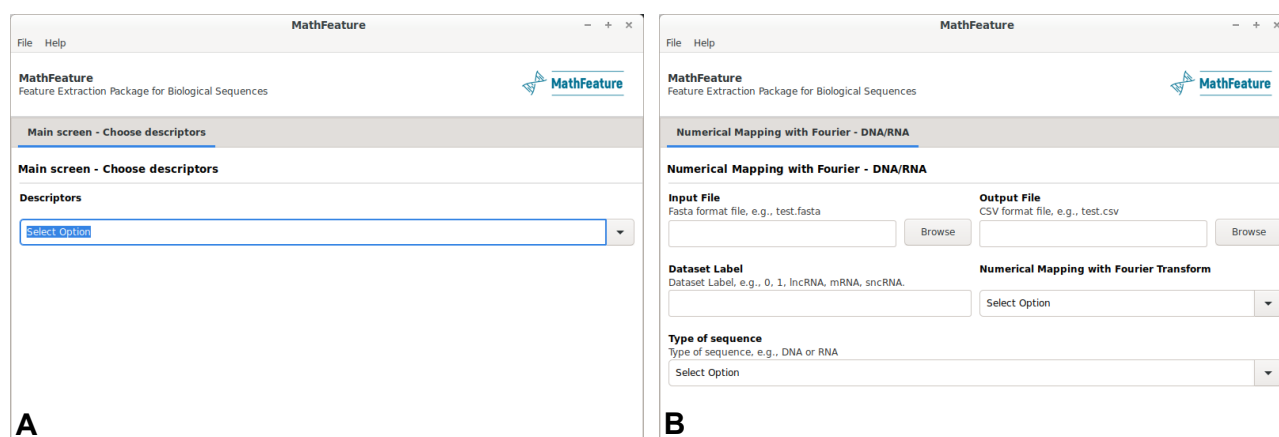 MathFeature
File Help
MathFeature
Feature Extraction Package for Biological Sequences
MathFeature
Main screen - Choose descriptors
Main screen - Choose descriptors
Descriptors
Select Option
A
MathFeature
File Help
MathFeature
Feature Extraction Package for Biological Sequences
MathFeature
Numerical Mapping with Fourier - DNA/RNA
Numerical Mapping with Fourier - DNA/RNA
Input File
Fasta format file, e.g., test.fasta
Browse
Output File
CSV format file, e.g., test.csv
Browse
Dataset Label
Dataset Label, e.g., 0, 1, lncRNA, mRNA, sncRNA.
Numerical Mapping with Fourier Transform
Select Option
Type of sequence
Type of sequence, e.g., DNA or RNA
Select Option
B